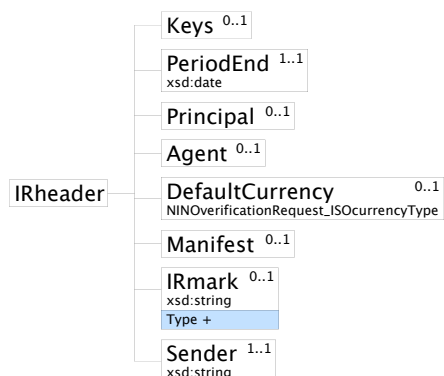 Keys 0..1
PeriodEnd 1..1
xsd:date
Principal 0..1
Agent 0..1
IRheader
DefaultCurrency 0..1
NINOverificationRequest_ISOcurrencyType
Manifest 0..1
IRmark 0..1
xsd:string
Type +
Sender 1..1
xsd:string